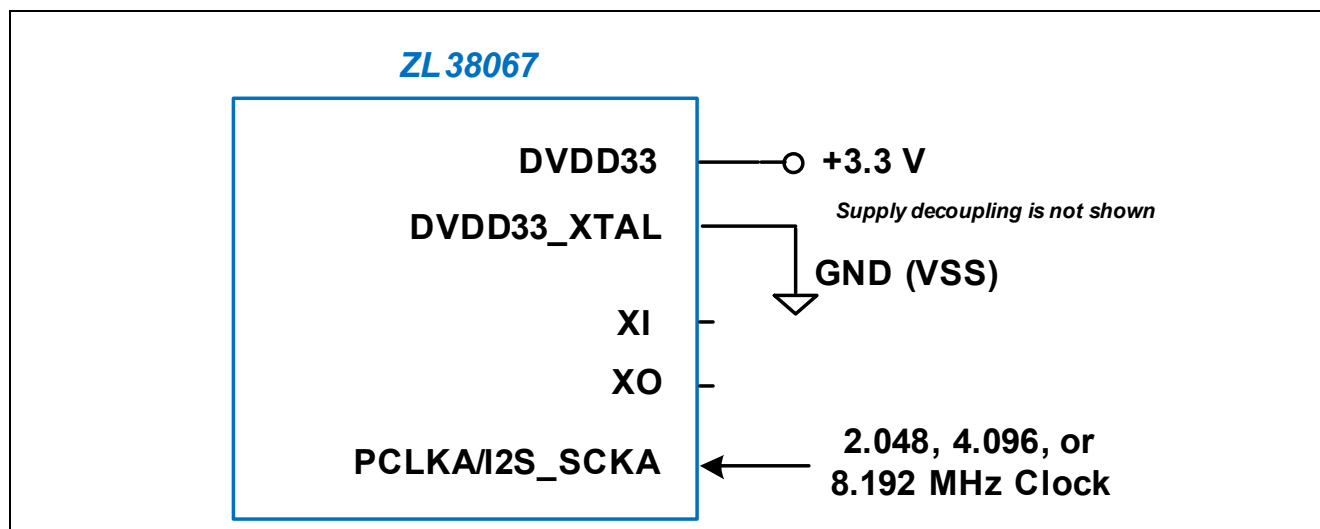 ZL38067
DVDD33
+3.3 V
Supply decoupling is not shown
DVDD33_XTAL
GND (VSS)
XI
XO
PCLKA/I2S_SCKA
2.048, 4.096, or
8.192 MHz Clock